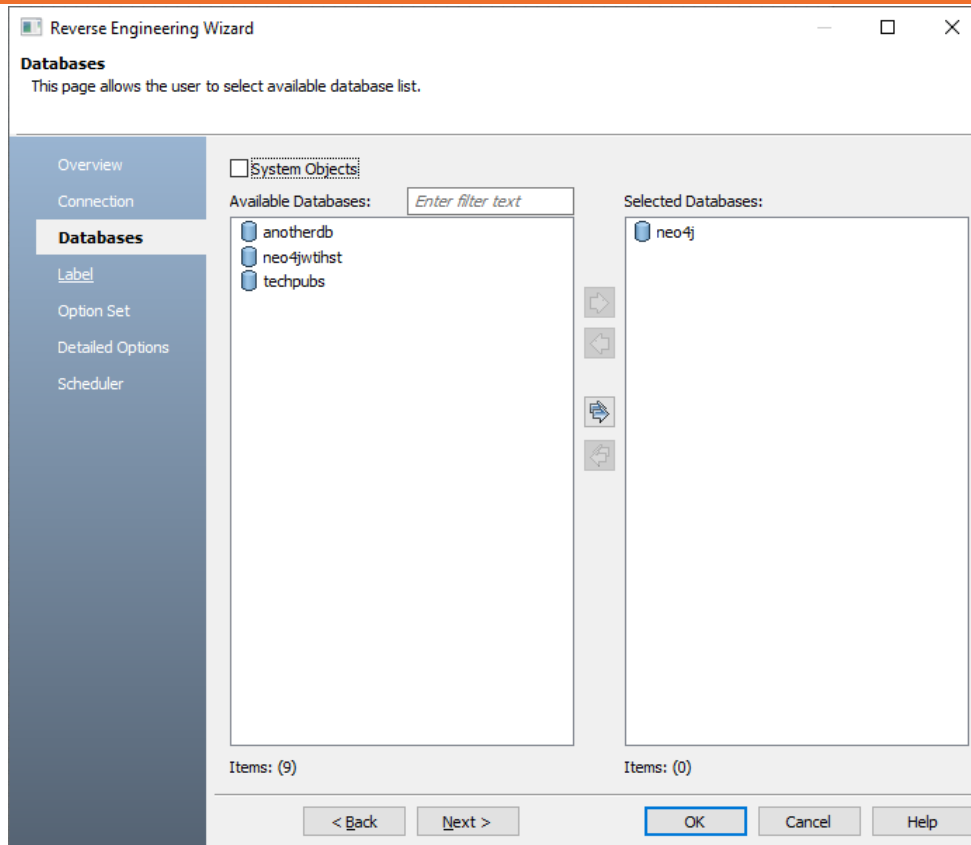 Reverse Engineering Wizard
Databases
This page allows the user to select available database list.
Overview
Connection
Databases
Label
Option Set
Detailed Options
Scheduler
System Objects
Available Databases:
Enter filter text
anotherdb
neo4jwtihst
techpubs
Items: (9)
Selected Databases:
neo4j
Items: (0)
< Back
Next >
OK
Cancel
Help